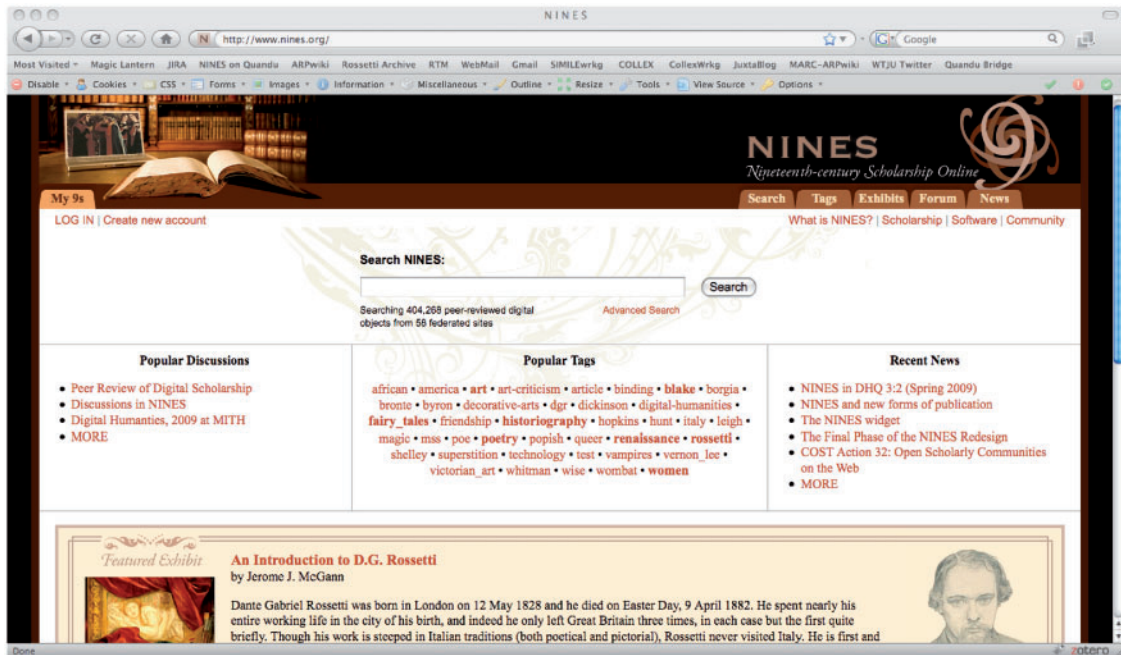 NINES
N http://www.nines.org/ G Google
Most Visited Magic Lantern JIRA NINES on Quandu ARPwiki Rossetti Archive RTM WebMail Gmail SIMILEwrkg COLLEX CollexWrkg JuxtaBlog MARC-ARPwiki WTJU Twitter Quandu Bridge
Disable Cookies CSS Forms Images Information Miscellaneous Outline Resize Tools View Source Options
NINES
Nineteenth-century Scholarship Online
My 9s Search Tags Exhibits Forum News
LOG IN | Create new account What is NINES? | Scholarship | Software | Community
Search NINES:
Search
Searching 404,268 peer-reviewed digital Advanced Search
objects from 58 federated sites
Popular Discussions
• Peer Review of Digital Scholarship
• Discussions in NINES
• Digital Humanities, 2009 at MITH
• MORE
Popular Tags
african • america • art • art-criticism • article • binding • blake • borgia •
bronte • byron • decorative-arts • dgr • dickinson • digital-humanities •
fairy_tales • friendship • historiography • hopkins • hunt • italy • leigh •
magic • mss • poe • poetry • popish • queer • renaissance • rossetti •
shelley • superstition • technology • test • vampires • vernon_lee •
victorian_art • whitman • wise • wombat • women
Recent News
• NINES in DHQ 3:2 (Spring 2009)
• NINES and new forms of publication
• The NINES widget
• The Final Phase of the NINES Redesign
• COST Action 32: Open Scholarly Communities
on the Web
• MORE
Featured Exhibit
An Introduction to D.G. Rossetti
by Jerome J. McGann
Dante Gabriel Rossetti was born in London on 12 May 1828 and he died on Easter Day, 9 April 1882. He spent nearly his
entire working life in the city of his birth, and indeed he only left Great Britain three times, in each case but the first quite
briefly. Though his work is steeped in Italian traditions (both poetical and pictorial), Rossetti never visited Italy. He is first and
Done zotero